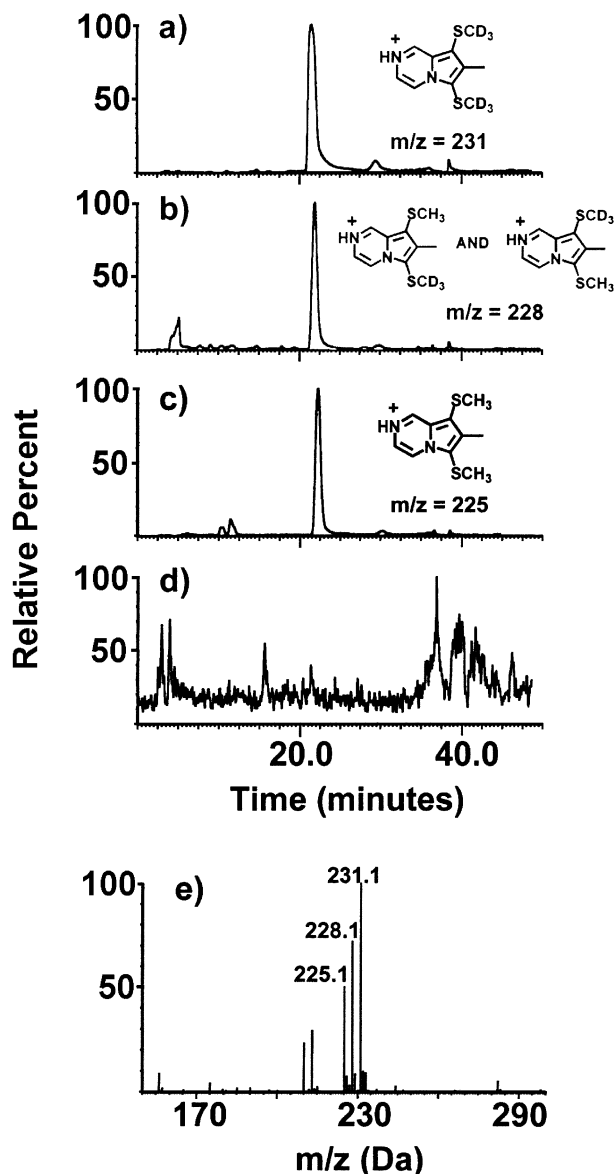 100
a)
50
SCD3
+
HN
N
SCD3
m/z = 231
100
b)
50
+
HN
N
SCH3
SCD3
AND
+
HN
N
SCD3
SCH3
m/z = 228
100
c)
50
+
HN
N
SCH3
SCH3
m/z = 225
100
d)
50
20.0 40.0
Time (minutes)
Relative Percent
100
e)
50
231.1
228.1
225.1
170 230 290
m/z (Da)